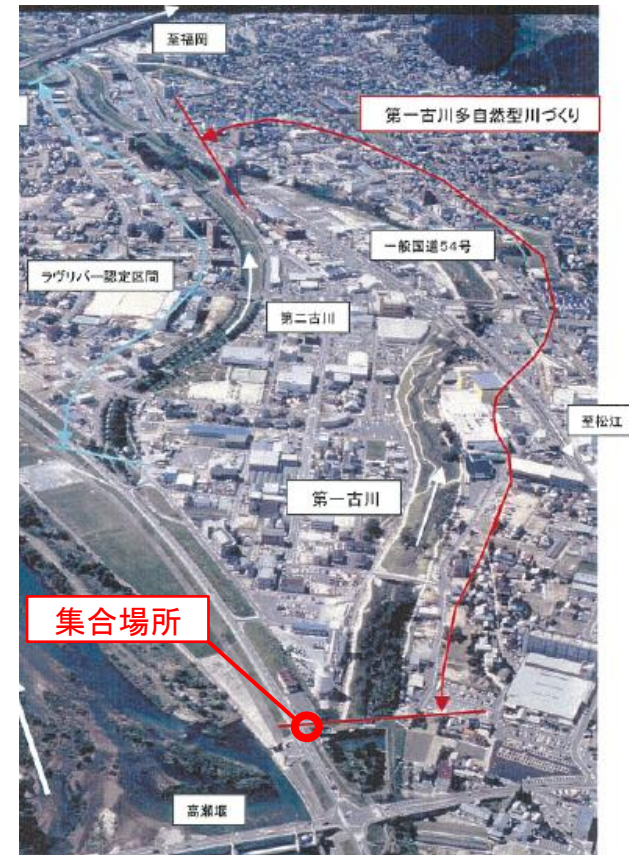 至福岡
第一古川多自然型川づくり
一般国道54号
ラヴリバー認定区間
第二古川
至松江
第一古川
集合場所
高瀬堰